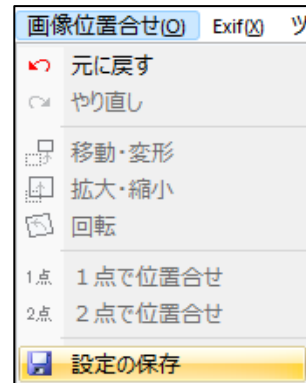 画像位置合せ(O) Exif(X) ツ
元に戻す
やり直し
移動・変形
拡大・縮小
回転
1点 1点で位置合せ
2点 2点で位置合せ
設定の保存